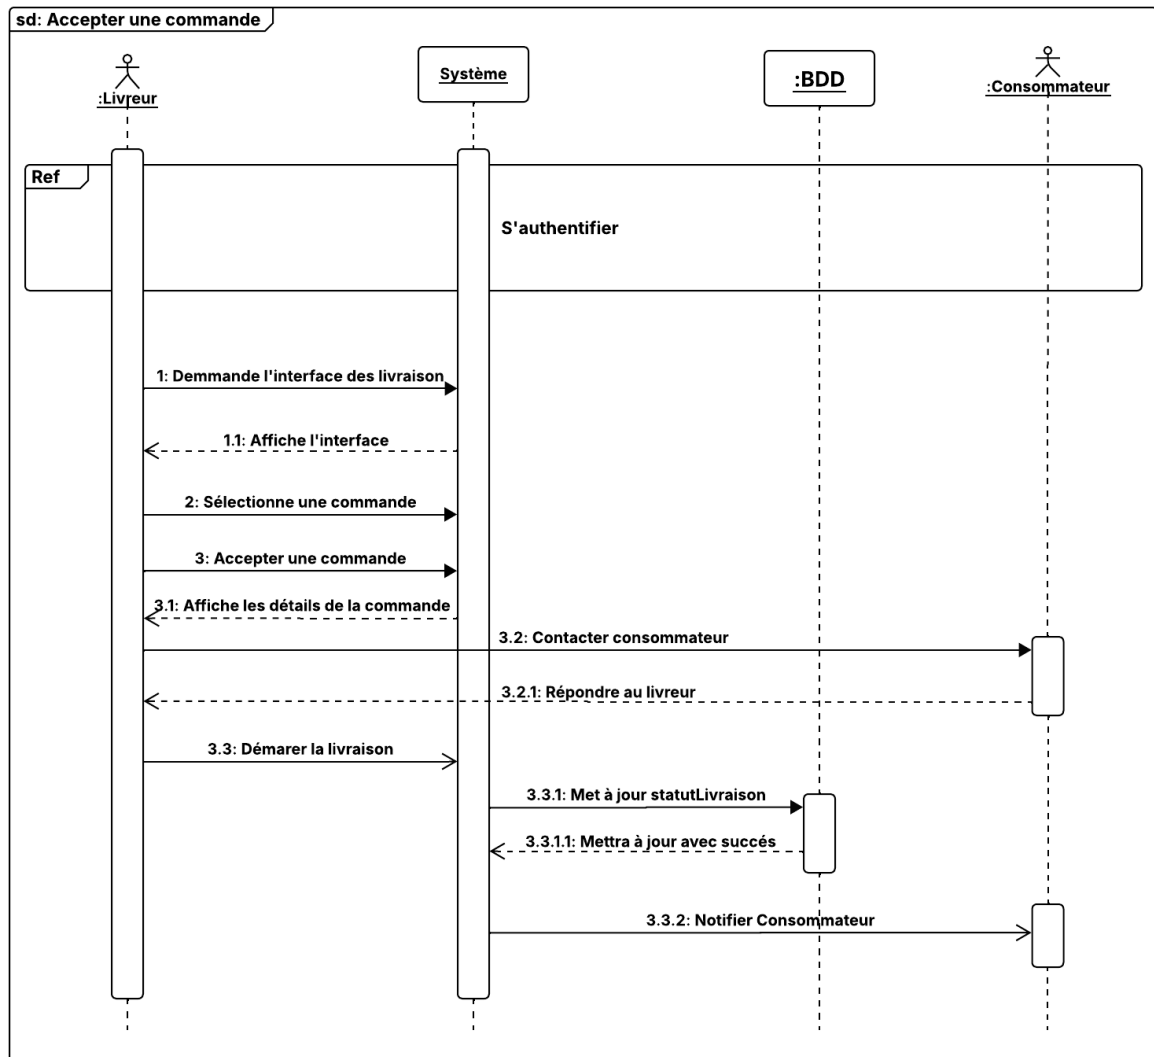 sd: Accepter une commande
:Livreur
Système
:BDD
:Consommateur
Ref
S'authentifier
1: Demmande l'interface des livraison
1.1: Affiche l'interface
2: Sélectionne une commande
3: Accepter une commande
3.1: Affiche les détails de la commande
3.2: Contacter consommateur
3.2.1: Répondre au livreur
3.3: Démarer la livraison
3.3.1: Met à jour statutLivraison
3.3.1.1: Mettra à jour avec succés
3.3.2: Notifier Consommateur